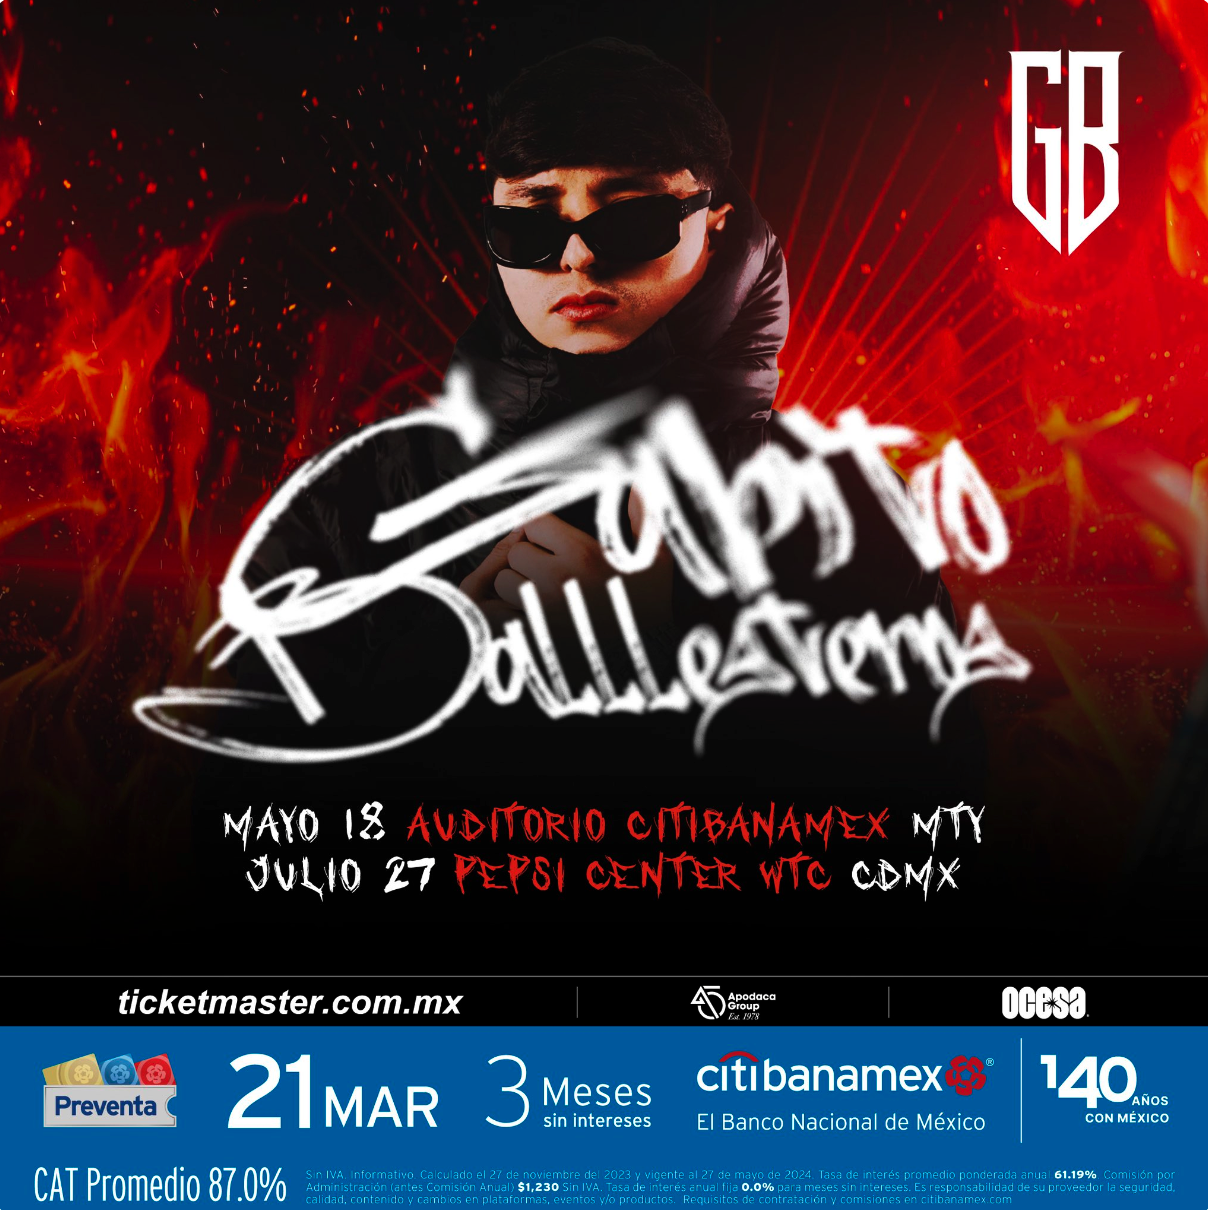 GB
Gabito
Ballesteros
MAYO 18 AUDITORIO CITIBANAMEX MTY
JULIO 27 PEPSI CENTER WTC CDMX
ticketmaster.com.mx
Apodaca
Group
Est. 1978
OCESA
Preventa
21 MAR
3 Meses
sin intereses
citibanamex®
El Banco Nacional de México
140 AÑOS
CON MÉXICO
CAT Promedio 87.0%
Sin IVA. Informativo. Calculado el 27 de noviembre del 2023 y vigente al 27 de mayo de 2024. Tasa de interés promedio ponderada anual 61.19%. Comisión por
Administración (antes Comisión Anual) $1,230 Sin IVA. Tasa de interés anual fija 0.0% para meses sin intereses. Es responsabilidad de su proveedor la seguridad,
calidad, contenido y cambios en plataformas, eventos y/o productos. Requisitos de contratación y comisiones en citibanamex.com